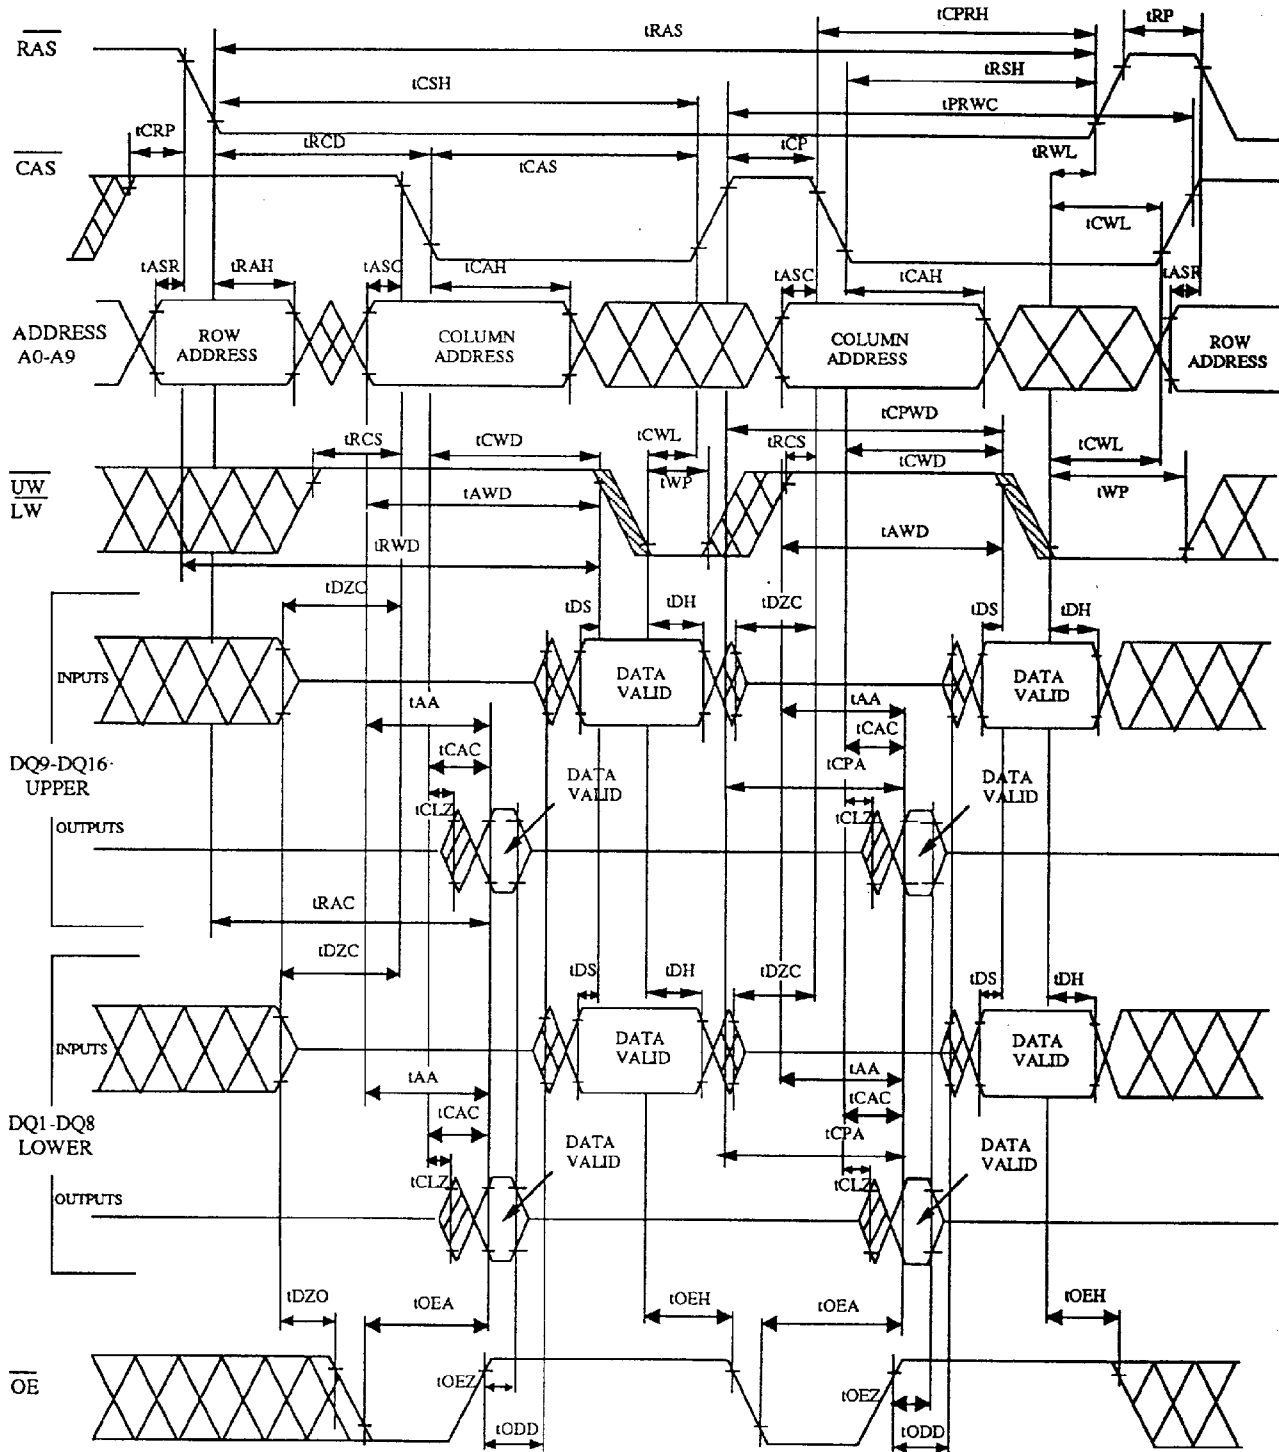 tCPRH
tRP
RAS
tRAS
tRSH
tCSH
tPRWC
tCRP
tRCD
tCP
tRWL
CAS
tCAS
tCWL
tASR
tRAH
tASC
tCAH
tASC
tCAH
tASR
ADDRESS
A0-A9
ROW
ADDRESS
COLUMN
ADDRESS
COLUMN
ADDRESS
ROW
ADDRESS
tCPWD
tRCS
tCWD
tCWL
tRCS
tCWD
tCWL
UW
LW
tWP
tWP
tAWD
tAWD
tRWD
tDZC
tDS
tDH
tDZC
tDS
tDH
INPUTS
DATA
VALID
DATA
VALID
tAA
tAA
tCAC
tCAC
DQ9-DQ16
UPPER
DATA
VALID
tCPA
DATA
VALID
tCLZ
tCLZ
OUTPUTS
tRAC
tDZC
tDS
tDH
tDZC
tDS
tDH
INPUTS
DATA
VALID
DATA
VALID
tAA
tAA
tCAC
tCAC
DQ1-DQ8
LOWER
DATA
VALID
tCPA
DATA
VALID
tCLZ
tCLZ
OUTPUTS
tDZO
tOEA
tOEH
tOEA
tOEH
OE
tOEZ
tOEZ
tODD
tODD